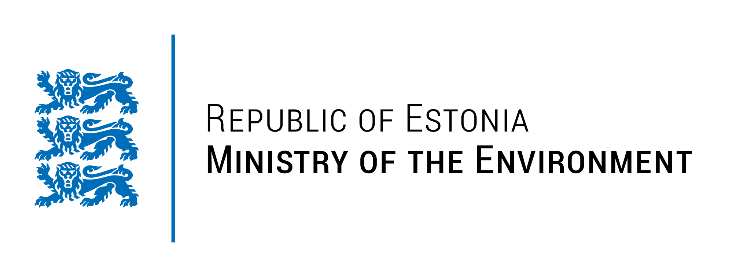 Republic of Estonia
Ministry of the Environment